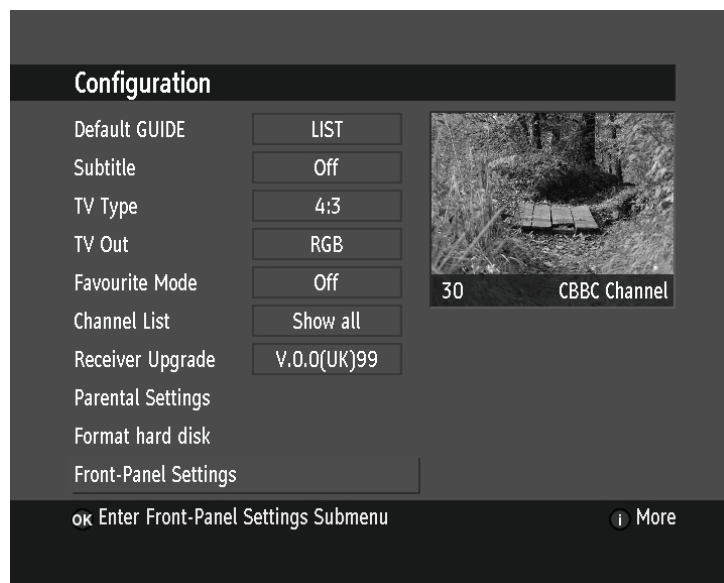 Configuration
Default GUIDE LIST
Subtitle Off
TV Type 4:3
TV Out RGB
Favourite Mode Off
30 CBBC Channel
Channel List Show all
Receiver Upgrade V.0.0(UK)99
Parental Settings
Format hard disk
Front-Panel Settings
OK Enter Front-Panel Settings Submenu
i More